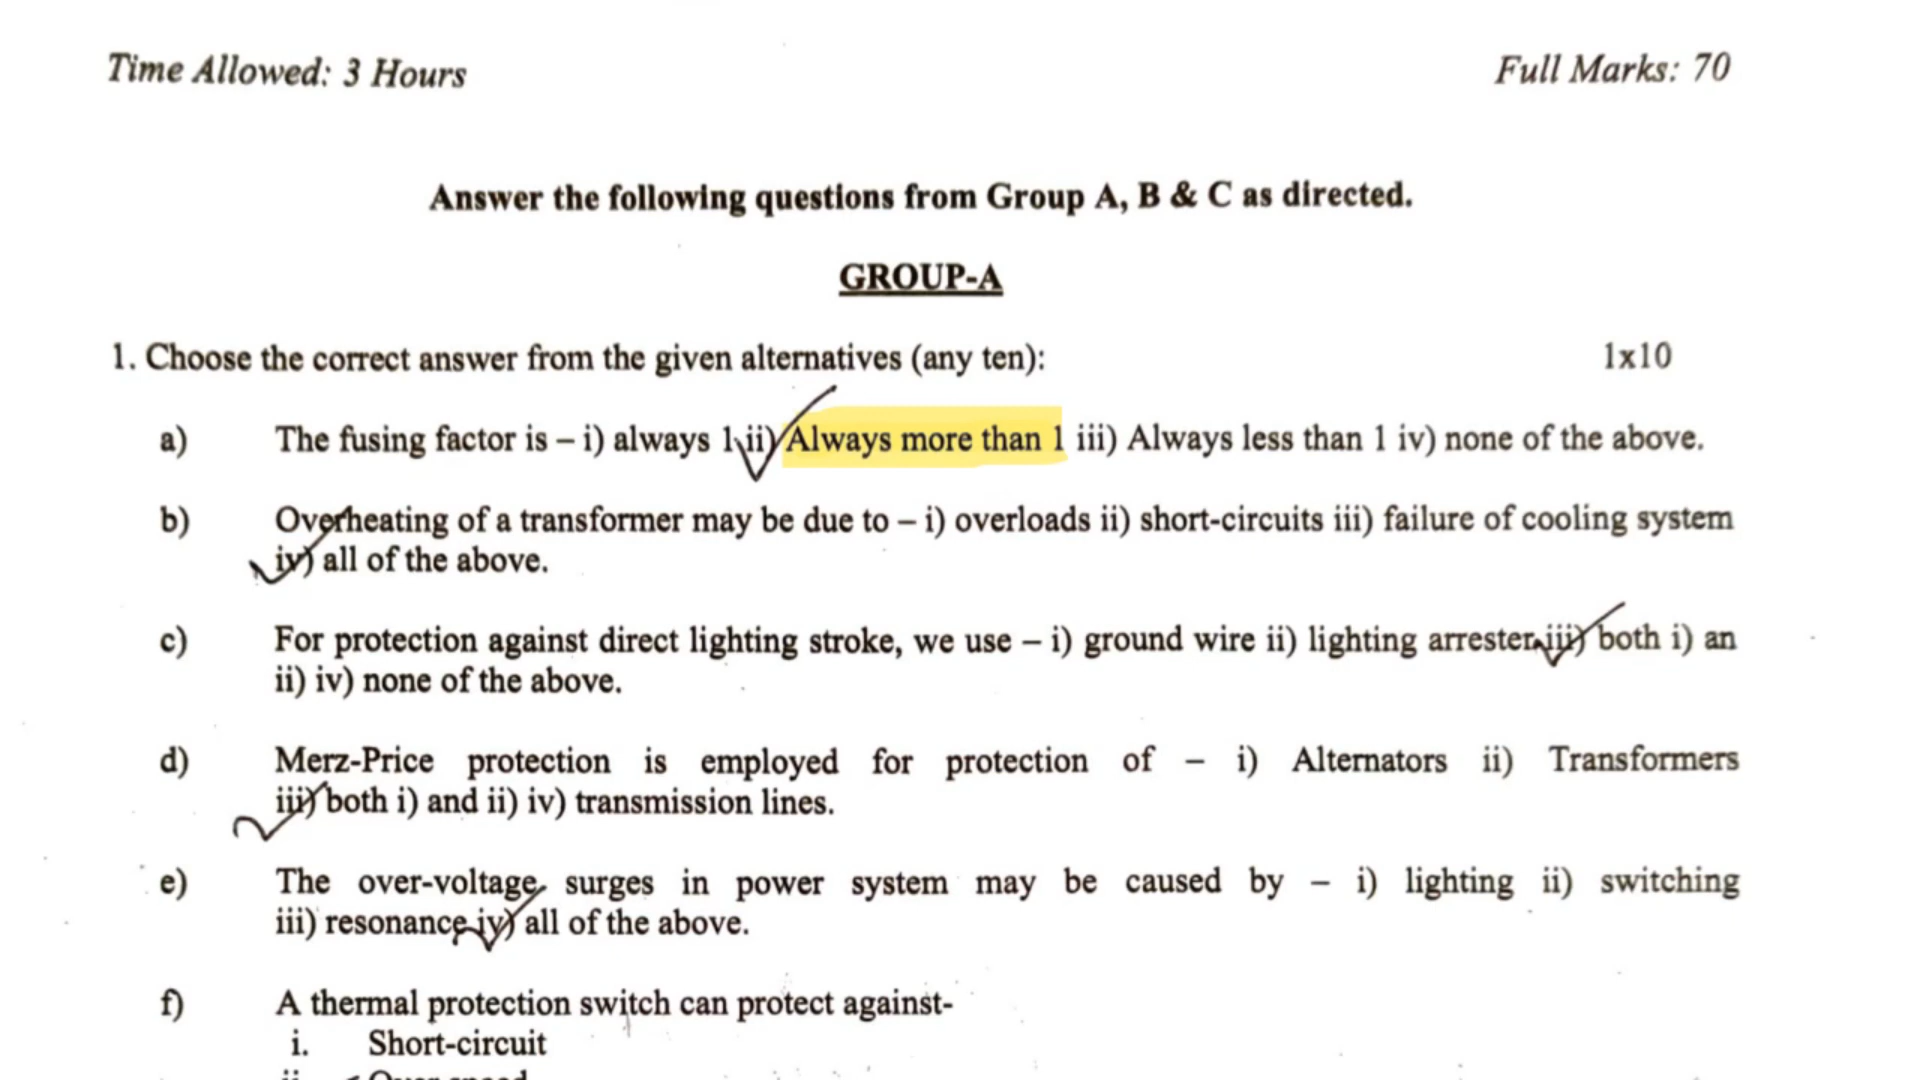 Time Allowed: 3 Hours
Full Marks: 70
Answer the following questions from Group A, B & C as directed.
GROUP-A
1. Choose the correct answer from the given alternatives (any ten): 1x10
a) The fusing factor is – i) always 1 ii) Always more than 1 iii) Always less than 1 iv) none of the above.
b) Overheating of a transformer may be due to – i) overloads ii) short-circuits iii) failure of cooling system
iv) all of the above.
c) For protection against direct lighting stroke, we use – i) ground wire ii) lighting arrester iii) both i) an
ii) iv) none of the above.
d) Merz-Price protection is employed for protection of – i) Alternators ii) Transformers
iii) both i) and ii) iv) transmission lines.
e) The over-voltage surges in power system may be caused by – i) lighting ii) switching
iii) resonance iv) all of the above.
f) A thermal protection switch can protect against-
i. Short-circuit